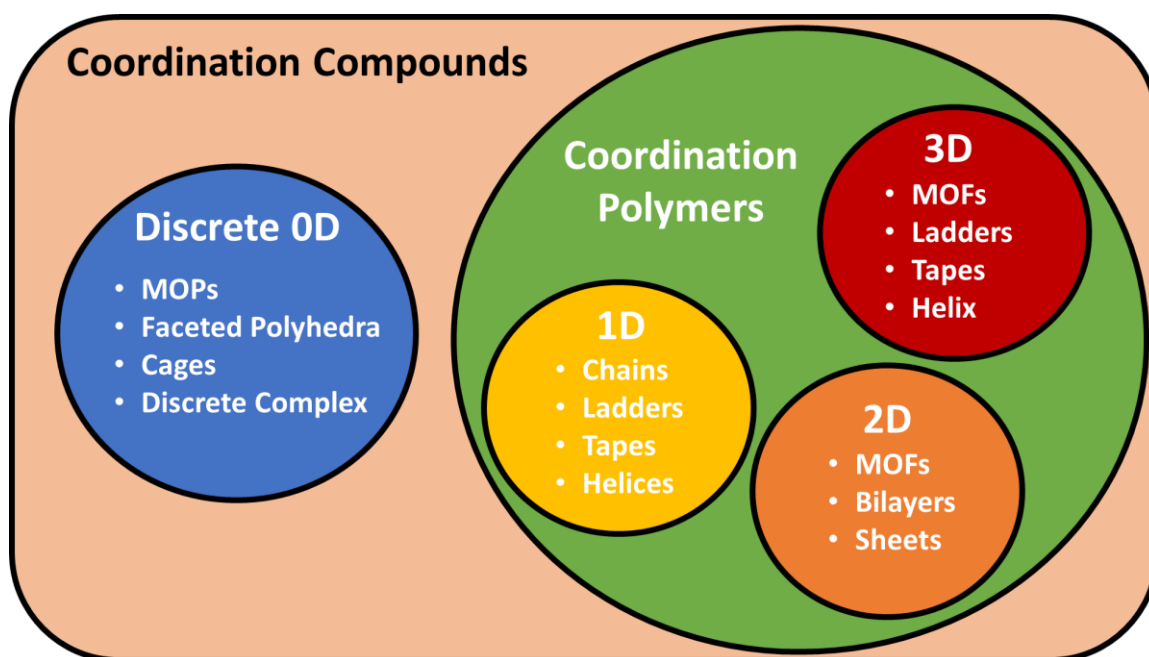 Coordination Compounds
Discrete 0D
• MOPs
• Faceted Polyhedra
• Cages
• Discrete Complex
Coordination
Polymers
1D
• Chains
• Ladders
• Tapes
• Helices
3D
• MOFs
• Ladders
• Tapes
• Helix
2D
• MOFs
• Bilayers
• Sheets